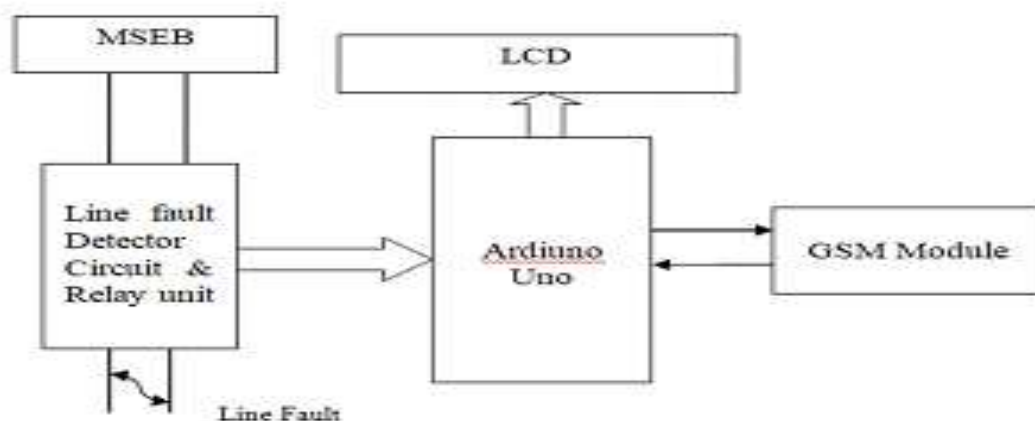 MSEB
LCD
Line fault
Detector
Circuit &
Relay unit
Ardiuno
Uno
GSM Module
Line Fault